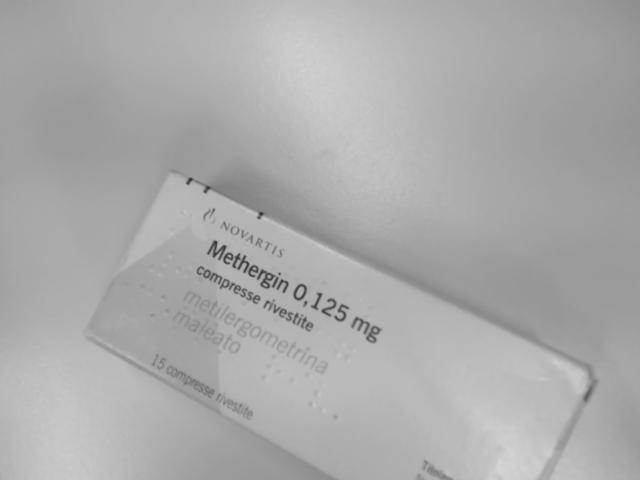 NOVARTIS
Methergin 0,125 mg
compresse rivestite
metilergometrina
maleato
15 compresse rivestite